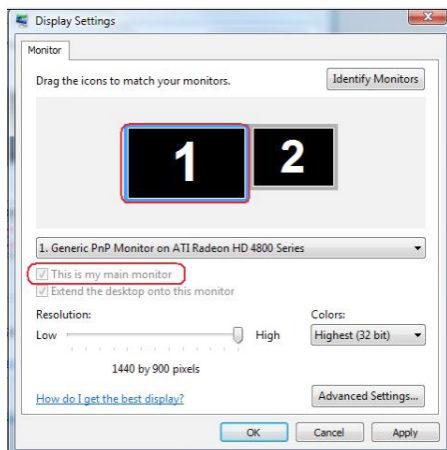 Display Settings
Monitor
Drag the icons to match your monitors.
Identify Monitors
1
2
1. Generic PnP Monitor on ATI Radeon HD 4800 Series
This is my main monitor
Extend the desktop onto this monitor
Resolution:
Colors:
Low
High
Highest (32 bit)
1440 by 900 pixels
How do I get the best display?
Advanced Settings...
OK
Cancel
Apply